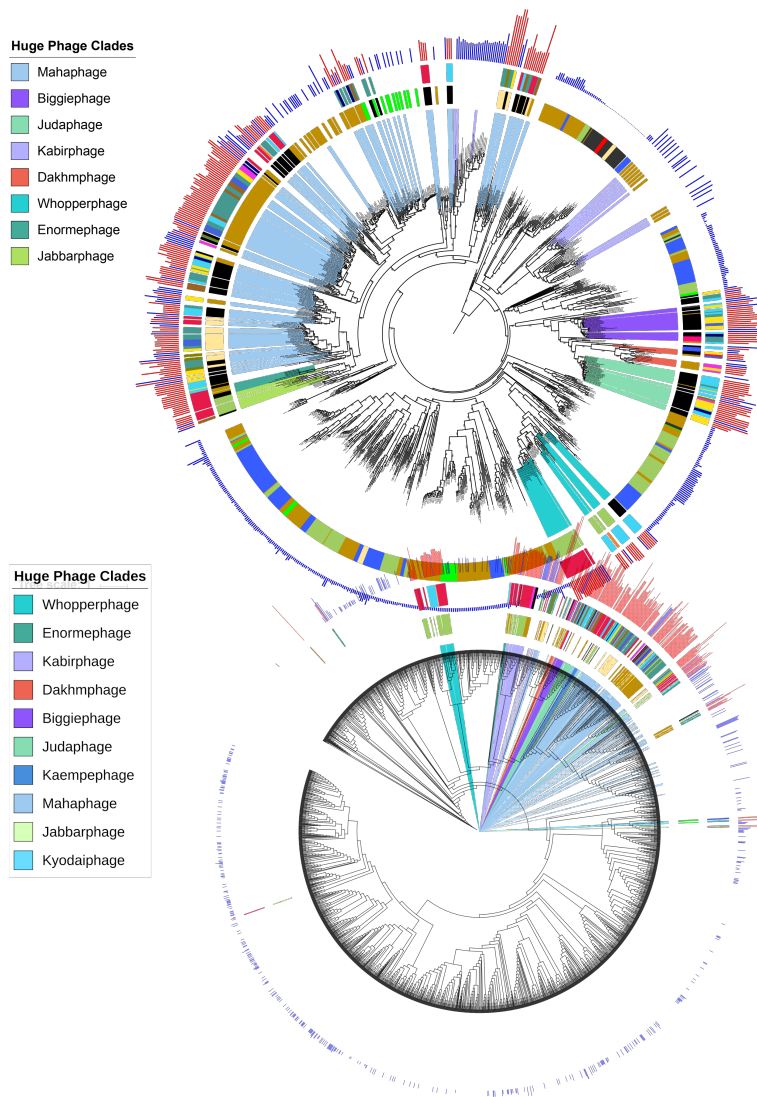 Huge Phage Clades
Mahaphage
Biggiephage
Judaphage
Kabirphage
Dakhmphage
Whopperphage
Enormephage
Jabbarphage
Huge Phage Clades
Whopperphage
Enormephage
Kabirphage
Dakhmphage
Biggiephage
Judaphage
Kaempephage
Mahaphage
Jabbarphage
Kyodaiphage